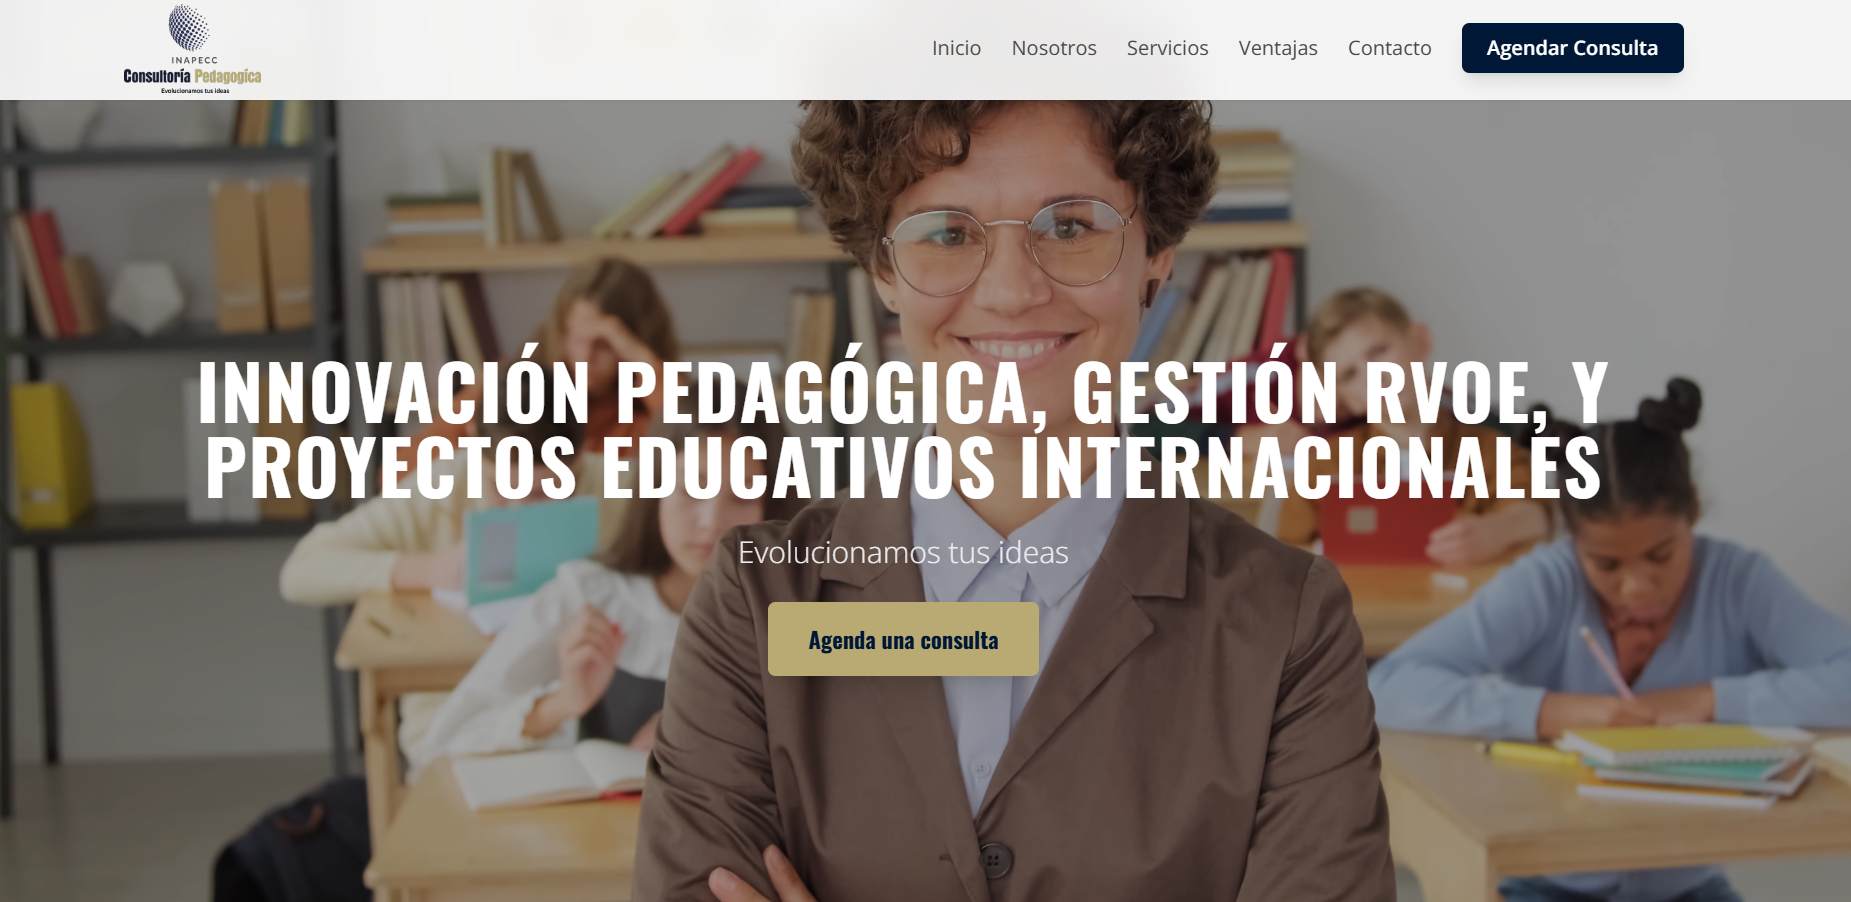 INAPECC
Consultoría Pedagogica
Evolucionamos tus ideas
Inicio Nosotros Servicios Ventajas Contacto Agendar Consulta
INNOVACIÓN PEDAGÓGICA, GESTIÓN RVOE, Y
PROYECTOS EDUCATIVOS INTERNACIONALES
Evolucionamos tus ideas
Agenda una consulta